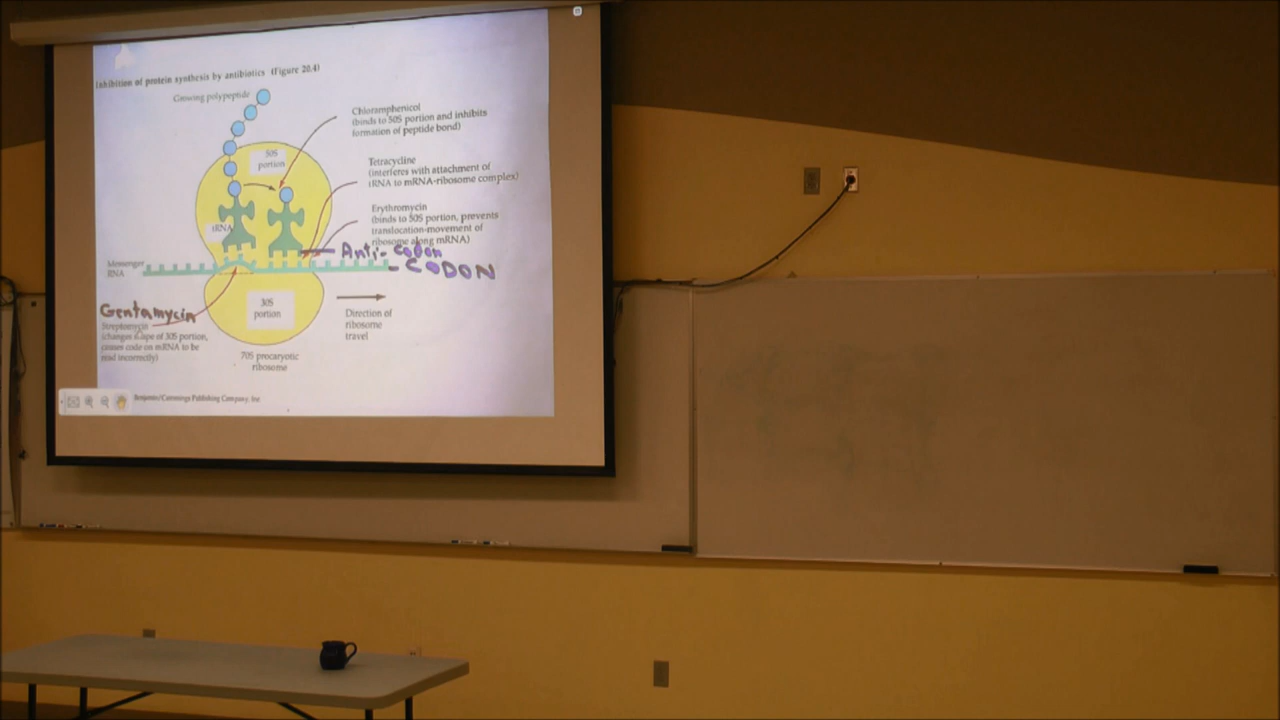 Inhibition of protein synthesis by antibiotics (Figure 20.4)
Growing polypeptide
Chloramphenicol
(binds to 50S portion and inhibits
formation of peptide bond)
50S
portion
Tetracycline
(interferes with attachment of
tRNA to mRNA-ribosome complex)
Erythromycin
(binds to 50S portion, prevents
translocation-movement of
ribosome along mRNA)
tRNA
Anti-codon
CODON
Messenger
RNA
Gentamycin
Streptomycin
(changes shape of 30S portion,
causes code on mRNA to be
read incorrectly)
30S
portion
Direction of
ribosome
travel
70S procaryotic
ribosome
Benjamin/Cummings Publishing Company, Inc